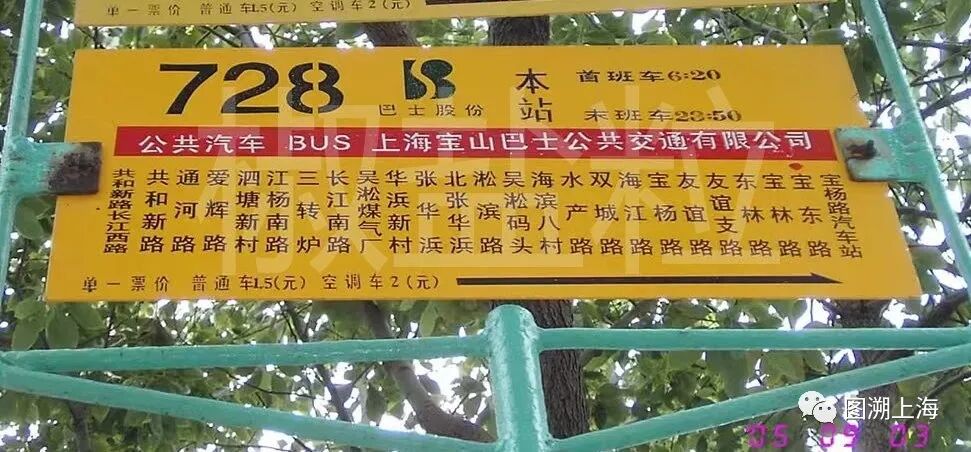 单一票价 普通车1.5(元) 空调车2(元)
728
巴士股份
本站
首班车6:20
末班车23:50
公共汽车 BUS 上海宝山巴士公共交通有限公司
共和新路长江西路
共和新路
通河路
爱辉路
泗塘新村
江杨南路
三转炉
长江南路
吴淞煤气厂
华新村
张华浜
北张华浜
淞滨路
吴淞码头
海滨八村
水产路
双城路
海江路
宝杨路
友谊路
友谊支路
东林路
宝林路
宝东路
宝杨路汽车站
单一票价 普通车1.5(元) 空调车2(元)
图溯上海
05 09 03